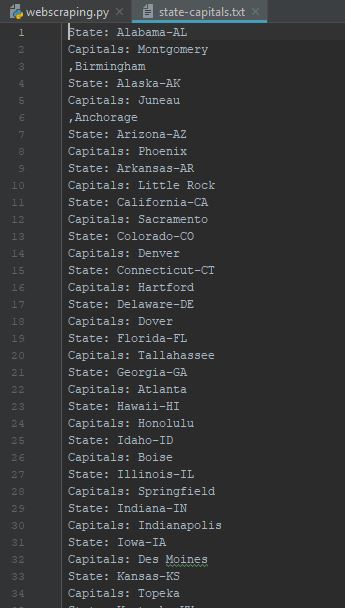 webscraping.py × state-capitals.txt ×
1 State: Alabama-AL
2 Capitals: Montgomery
3 ,Birmingham
4 State: Alaska-AK
5 Capitals: Juneau
6 ,Anchorage
7 State: Arizona-AZ
8 Capitals: Phoenix
9 State: Arkansas-AR
10 Capitals: Little Rock
11 State: California-CA
12 Capitals: Sacramento
13 State: Colorado-CO
14 Capitals: Denver
15 State: Connecticut-CT
16 Capitals: Hartford
17 State: Delaware-DE
18 Capitals: Dover
19 State: Florida-FL
20 Capitals: Tallahassee
21 State: Georgia-GA
22 Capitals: Atlanta
23 State: Hawaii-HI
24 Capitals: Honolulu
25 State: Idaho-ID
26 Capitals: Boise
27 State: Illinois-IL
28 Capitals: Springfield
29 State: Indiana-IN
30 Capitals: Indianapolis
31 State: Iowa-IA
32 Capitals: Des Moines
33 State: Kansas-KS
34 Capitals: Topeka